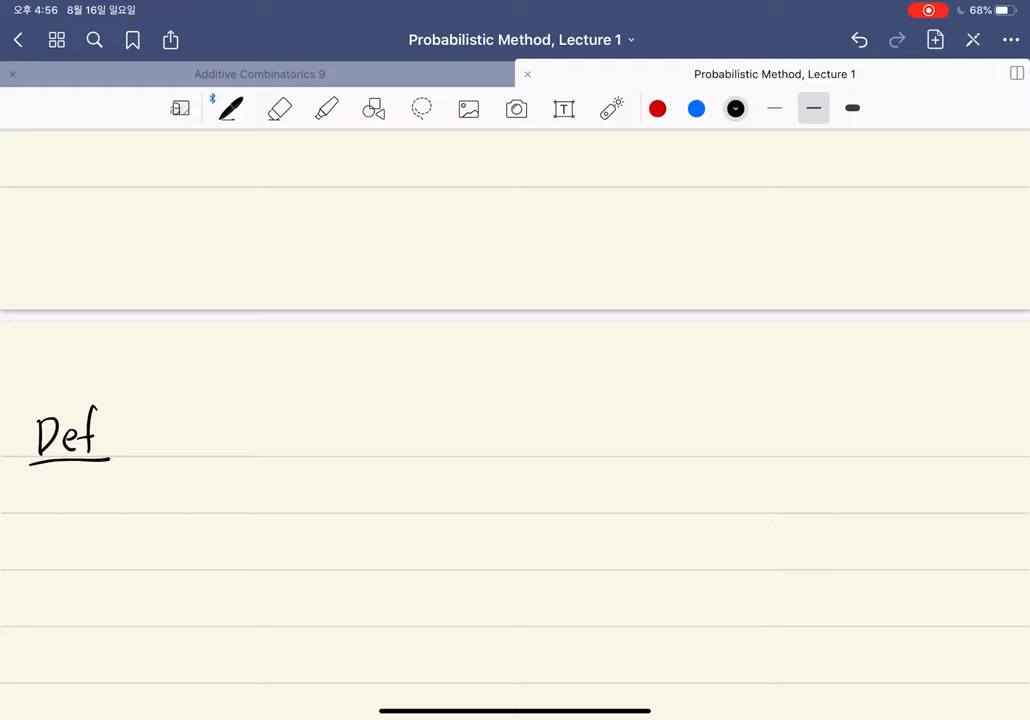 오후 4:56 8월 16일 일요일 68%
Probabilistic Method, Lecture 1
Additive Combinatorics 9
Probabilistic Method, Lecture 1
T
Def